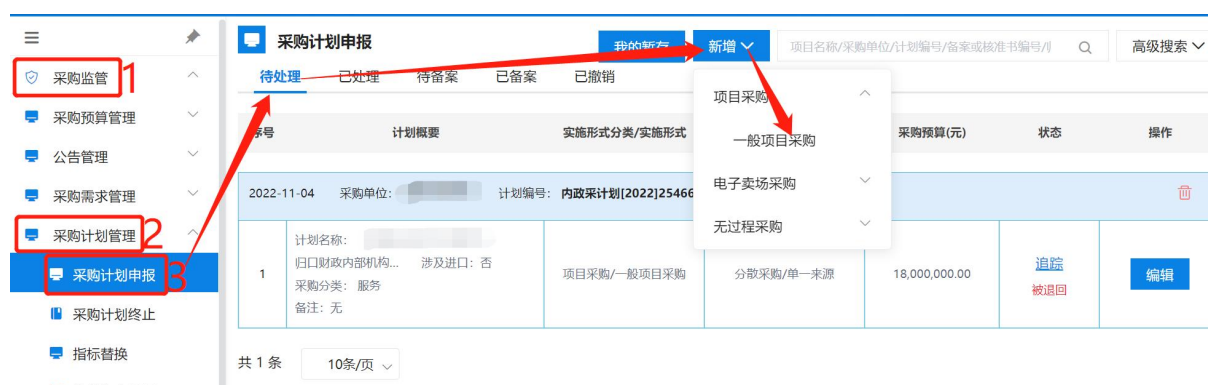 采购计划申报
我的暂存
新增
项目名称/采购单位/计划编号/备案或核准书编号/
高级搜索
采购监管
1
待处理
已处理
待备案
已备案
已撤销
采购预算管理
公告管理
采购需求管理
采购计划管理
2
采购计划申报
3
采购计划终止
指标替换
项目采购
一般项目采购
电子卖场采购
无过程采购
序号
计划概要
实施形式分类/实施形式
采购预算(元)
状态
操作
2022-11-04
采购单位:
计划编号: 内政采计划[2022]25466
1
计划名称:
归口财政内部机构...
涉及进口: 否
采购分类: 服务
备注: 无
项目采购/一般项目采购
分散采购/单一来源
18,000,000.00
追踪
被退回
编辑
共 1 条
10条/页